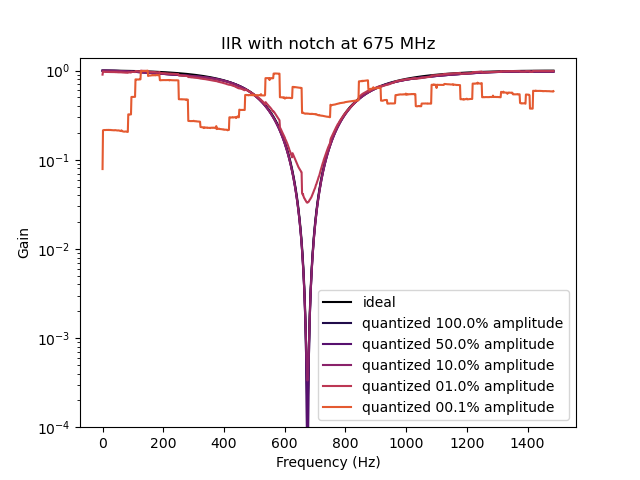 IIR with notch at 675 MHz
10⁰
10⁻¹
10⁻²
10⁻³
10⁻⁴
Gain
0
200
400
600
800
1000
1200
1400
Frequency (Hz)
ideal
quantized 100.0% amplitude
quantized 50.0% amplitude
quantized 10.0% amplitude
quantized 01.0% amplitude
quantized 00.1% amplitude